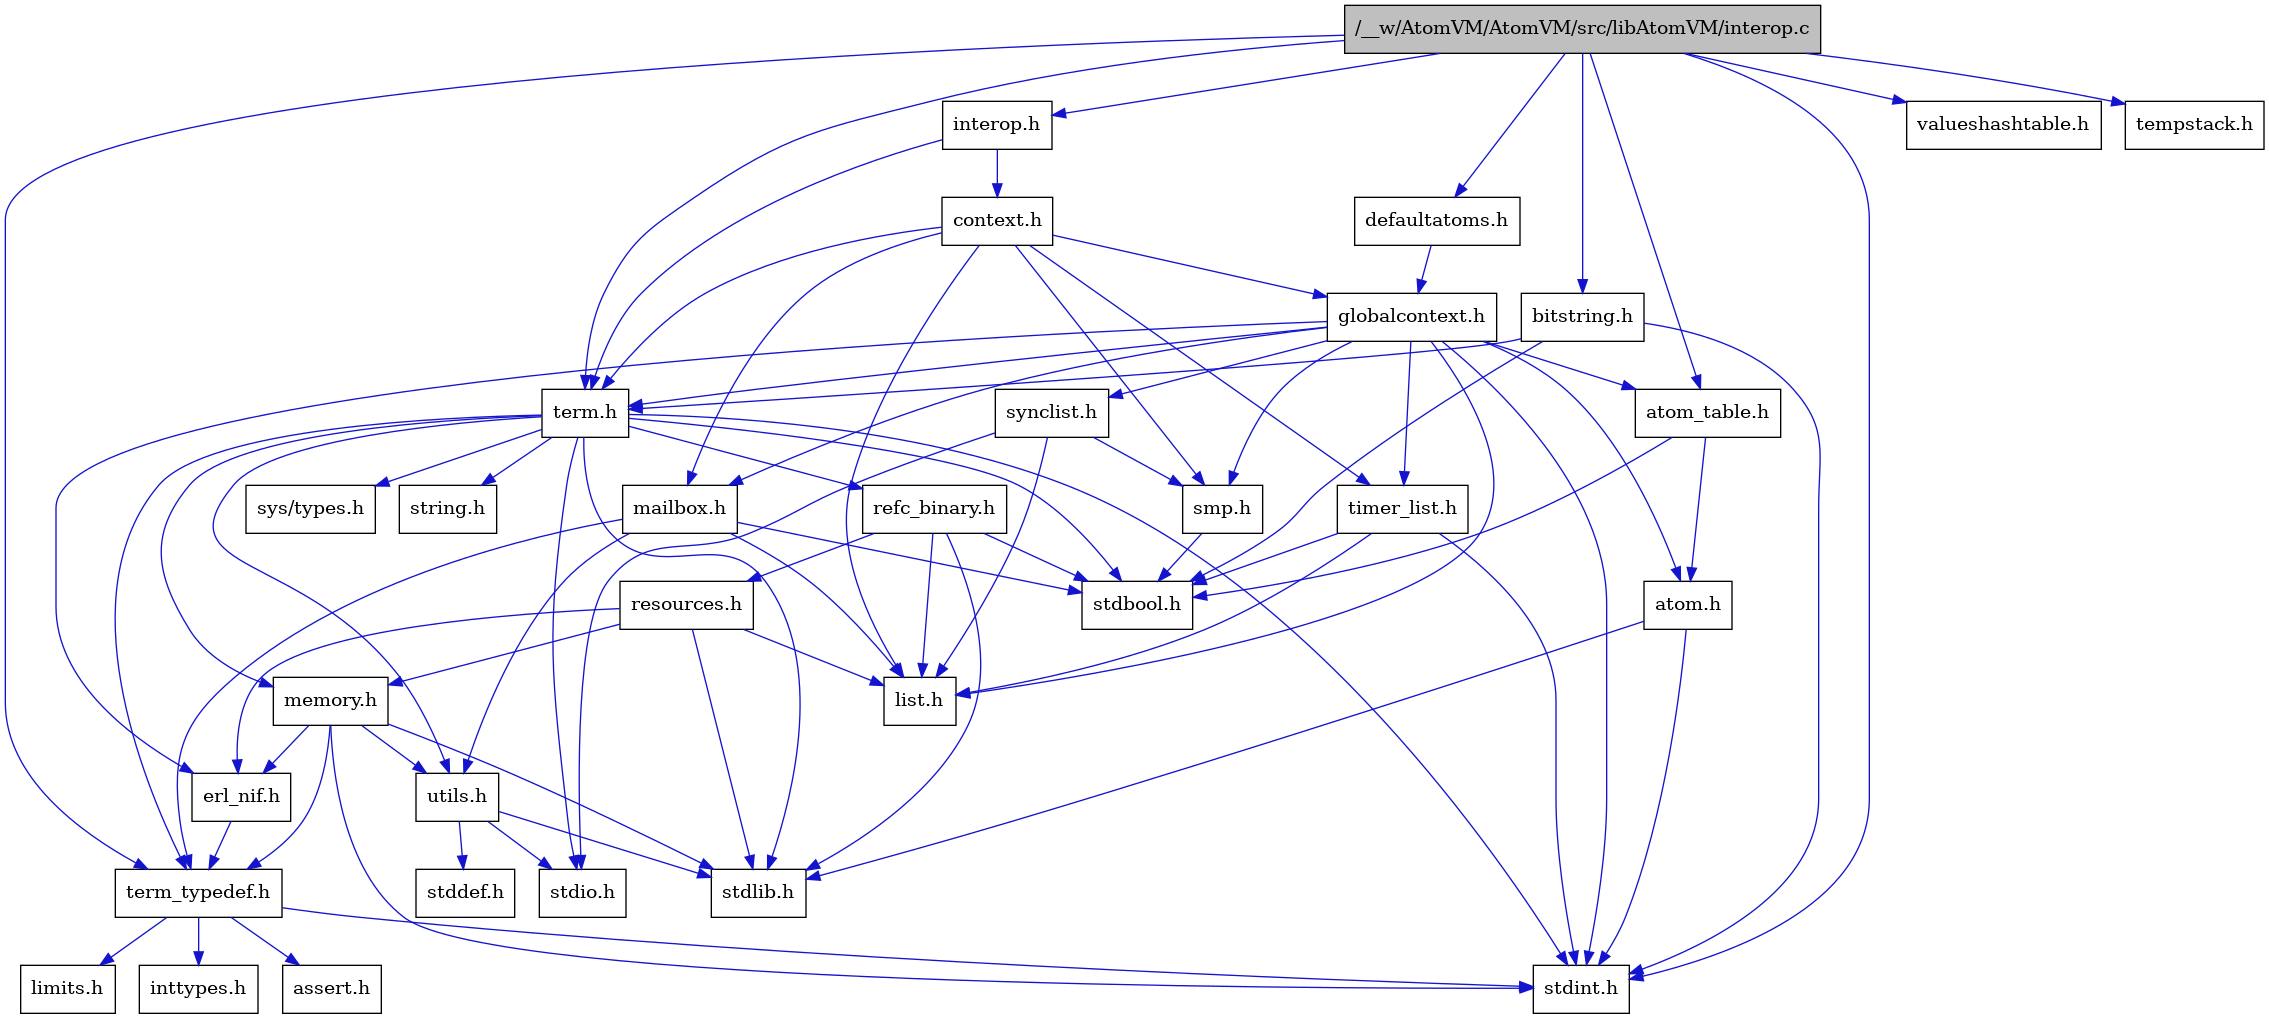 /__w/AtomVM/AtomVM/src/libAtomVM/interop.c
interop.h
valueshashtable.h
tempstack.h
context.h
defaultatoms.h
globalcontext.h
bitstring.h
term.h
synclist.h
atom_table.h
sys/types.h
string.h
mailbox.h
refc_binary.h
smp.h
timer_list.h
resources.h
stdbool.h
atom.h
memory.h
list.h
erl_nif.h
utils.h
term_typedef.h
stddef.h
stdio.h
stdlib.h
limits.h
inttypes.h
assert.h
stdint.h